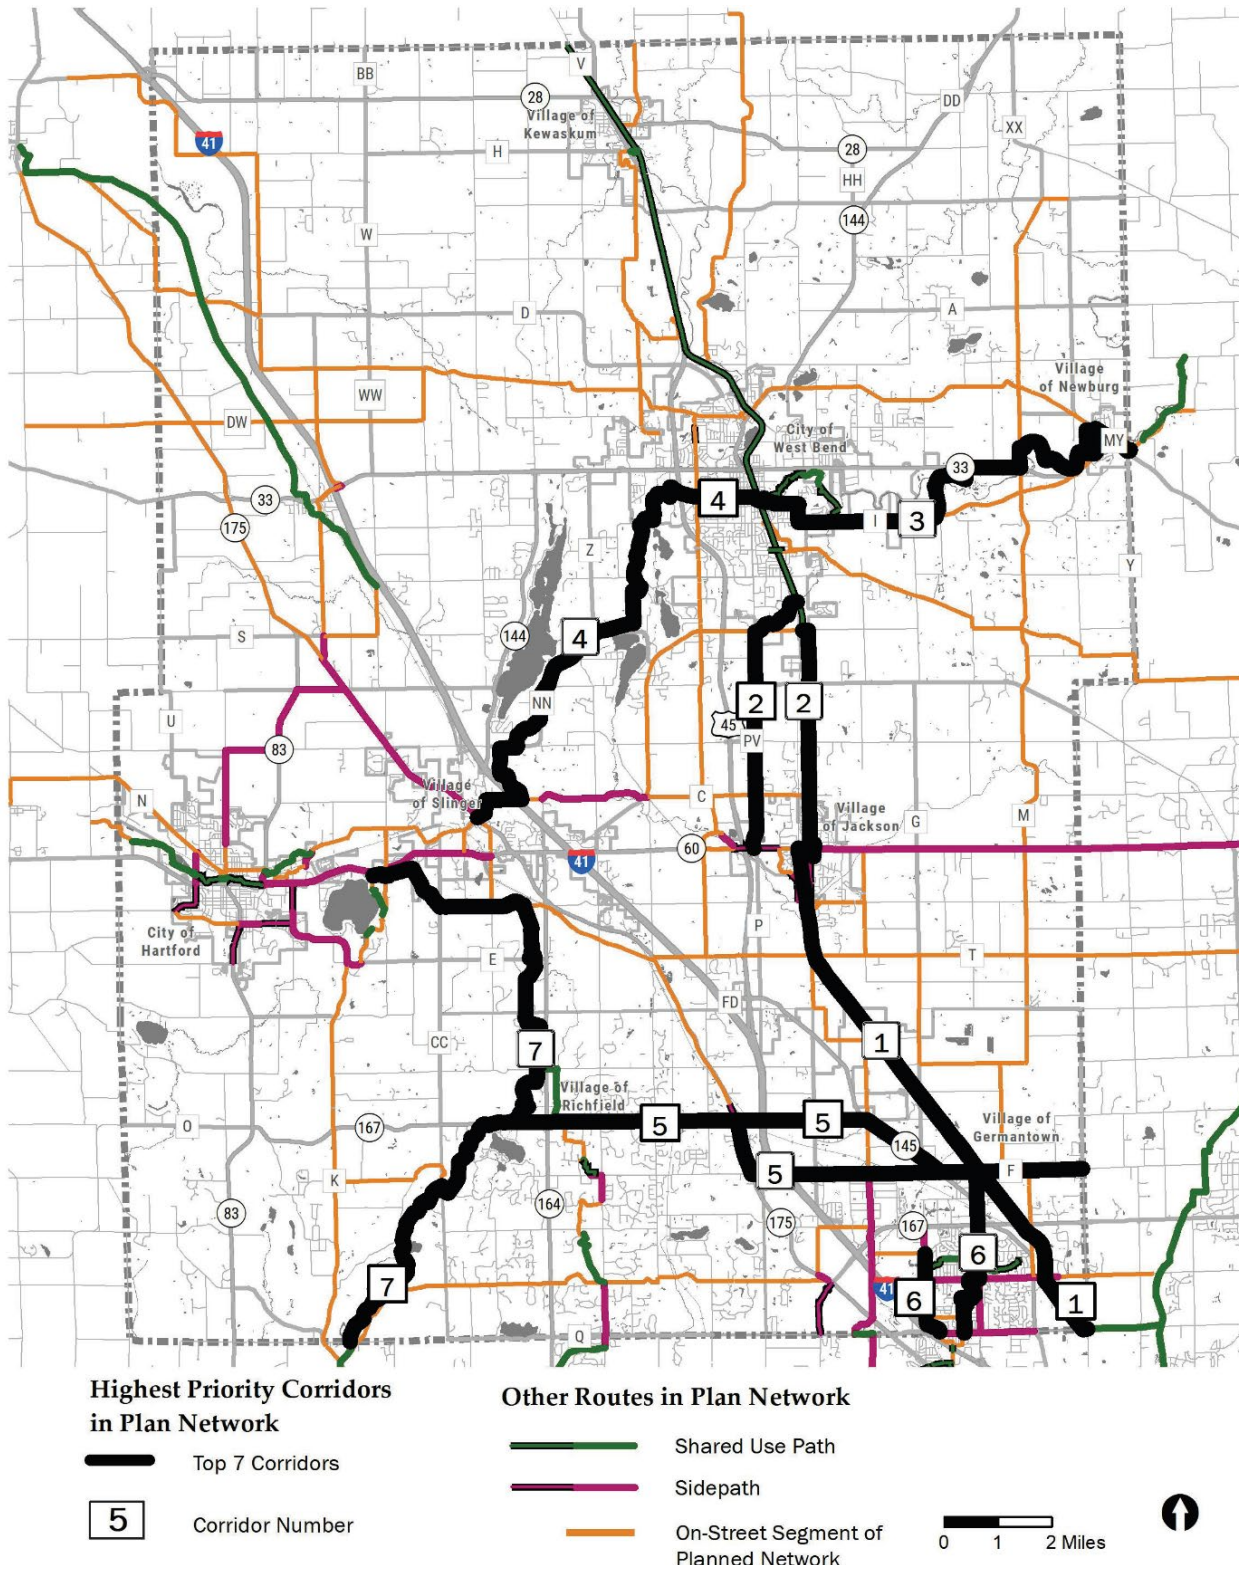 V
BB
28
Village of
Kewaskum
DD
XX
41
H
28
HH
144
W
D
A
Village
of Newburg
WW
DW
City of
West Bend
MY
33
33
4
3
I
175
Z
Y
S
144
4
NN
2
2
U
45
PV
83
Village
of Slinger
N
C
Village
of Jackson
G
M
60
41
City of
Hartford
P
E
T
FD
CC
7
1
Village of
Richfield
Village of
Germantown
O
167
5
5
145
K
5
F
83
164
175
167
6
7
41
6
1
Q
Highest Priority Corridors
in Plan Network
Top 7 Corridors
5
Corridor Number
Other Routes in Plan Network
Shared Use Path
Sidepath
On-Street Segment of
Planned Network
0 1 2 Miles